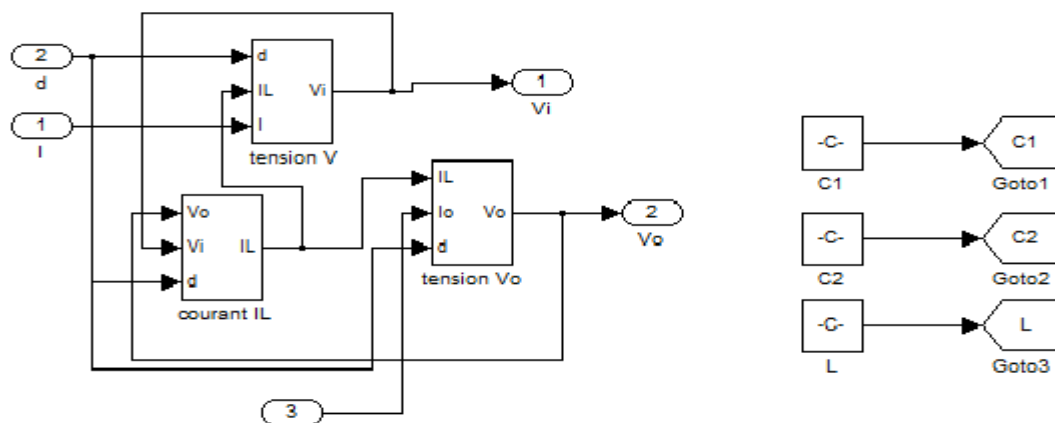 2
d
1
I
d
IL
I
Vi
tension V
1
Vi
Vo
Vi
d
IL
courant IL
IL
Io
d
Vo
tension Vo
2
Vo
3
-C-
C1
C1
Goto1
-C-
C2
C2
Goto2
-C-
L
L
Goto3